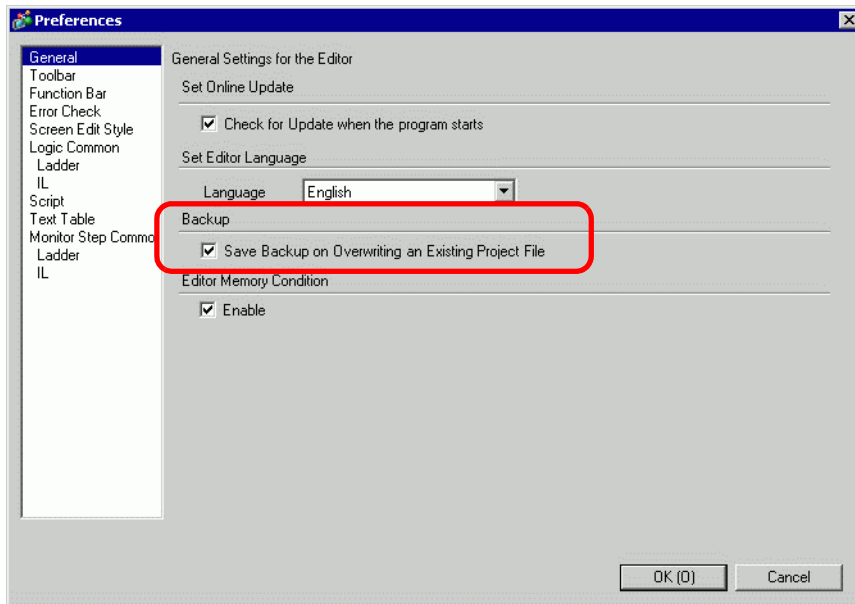 Preferences
General
Toolbar
Function Bar
Error Check
Screen Edit Style
Logic Common
Ladder
IL
Script
Text Table
Monitor Step Commo
Ladder
IL
General Settings for the Editor
Set Online Update
Check for Update when the program starts
Set Editor Language
Language English
Backup
Save Backup on Overwriting an Existing Project File
Editor Memory Condition
Enable
OK (O) Cancel